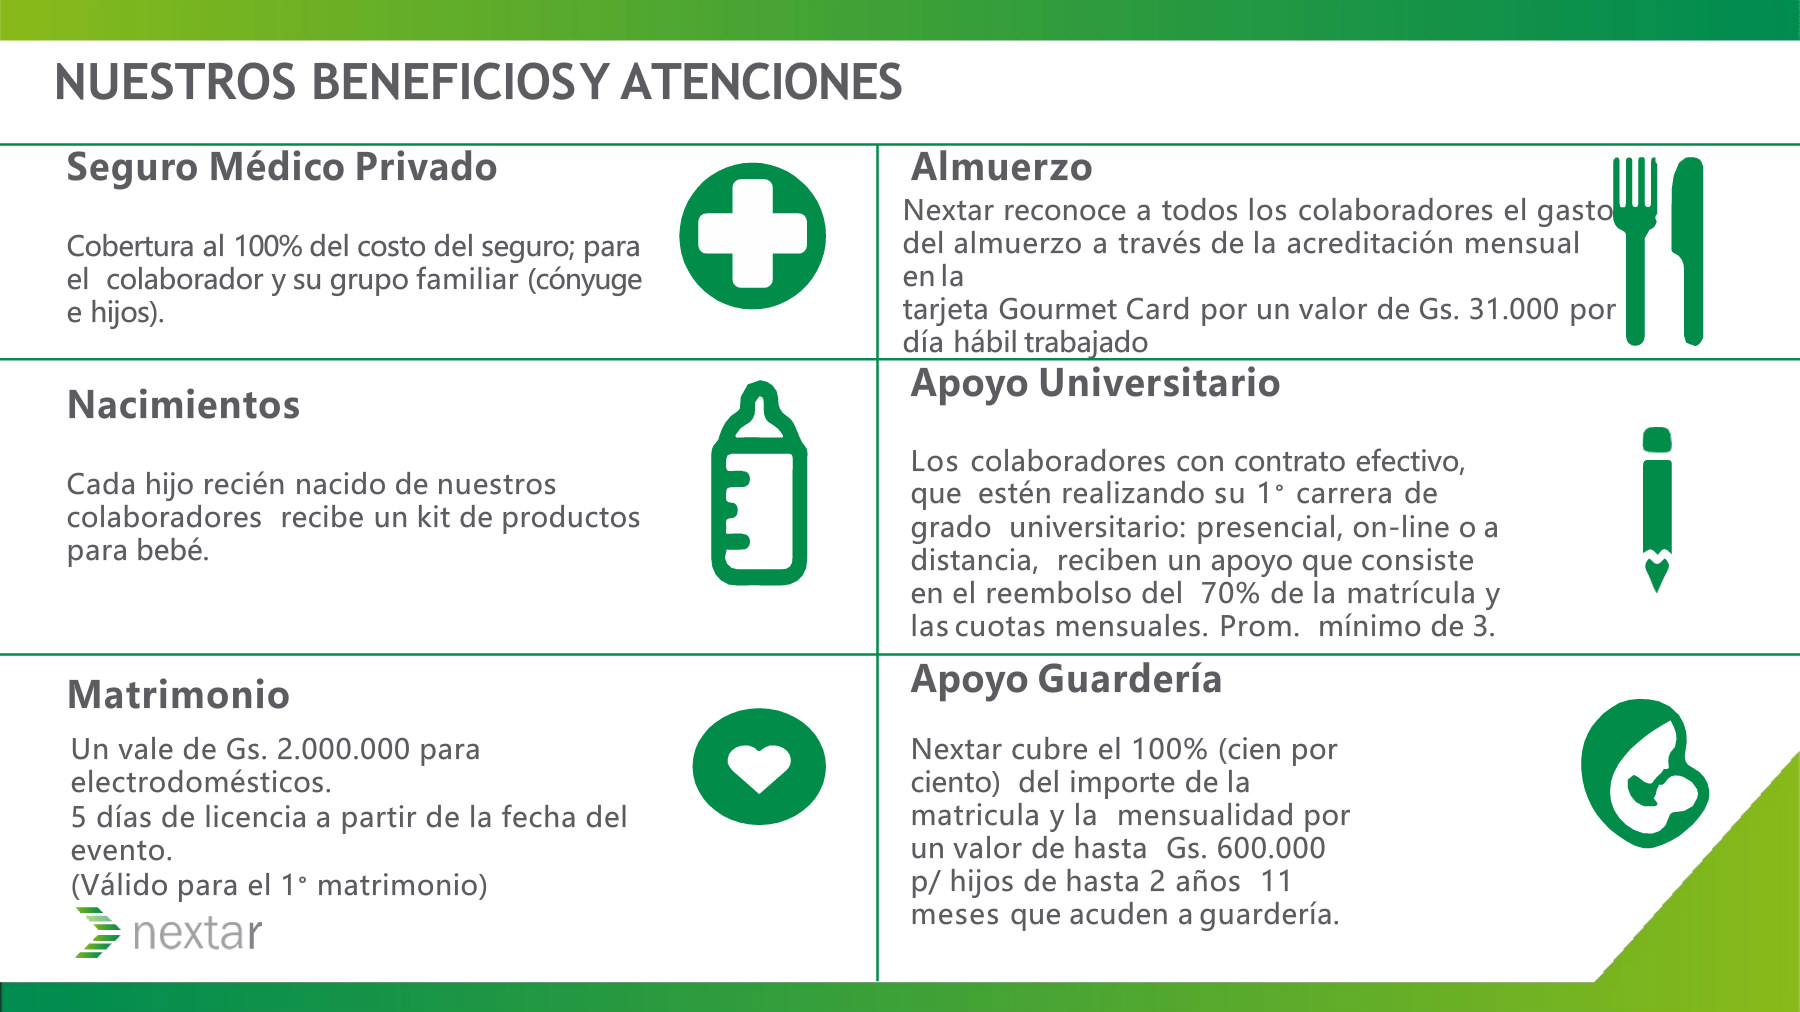 NUESTROS BENEFICIOS Y ATENCIONES
Seguro Médico Privado
Cobertura al 100% del costo del seguro; para
el colaborador y su grupo familiar (cónyuge
e hijos).
Almuerzo
Nextar reconoce a todos los colaboradores el gasto
del almuerzo a través de la acreditación mensual
en la
tarjeta Gourmet Card por un valor de Gs. 31.000 por
día hábil trabajado
Nacimientos
Cada hijo recién nacido de nuestros
colaboradores recibe un kit de productos
para bebé.
Apoyo Universitario
Los colaboradores con contrato efectivo,
que estén realizando su 1° carrera de
grado universitario: presencial, on-line o a
distancia, reciben un apoyo que consiste
en el reembolso del 70% de la matrícula y
las cuotas mensuales. Prom. mínimo de 3.
Matrimonio
Un vale de Gs. 2.000.000 para
electrodomésticos.
5 días de licencia a partir de la fecha del
evento.
(Válido para el 1° matrimonio)
nextar
Apoyo Guardería
Nextar cubre el 100% (cien por
ciento) del importe de la
matricula y la mensualidad por
un valor de hasta Gs. 600.000
p/ hijos de hasta 2 años 11
meses que acuden a guardería.